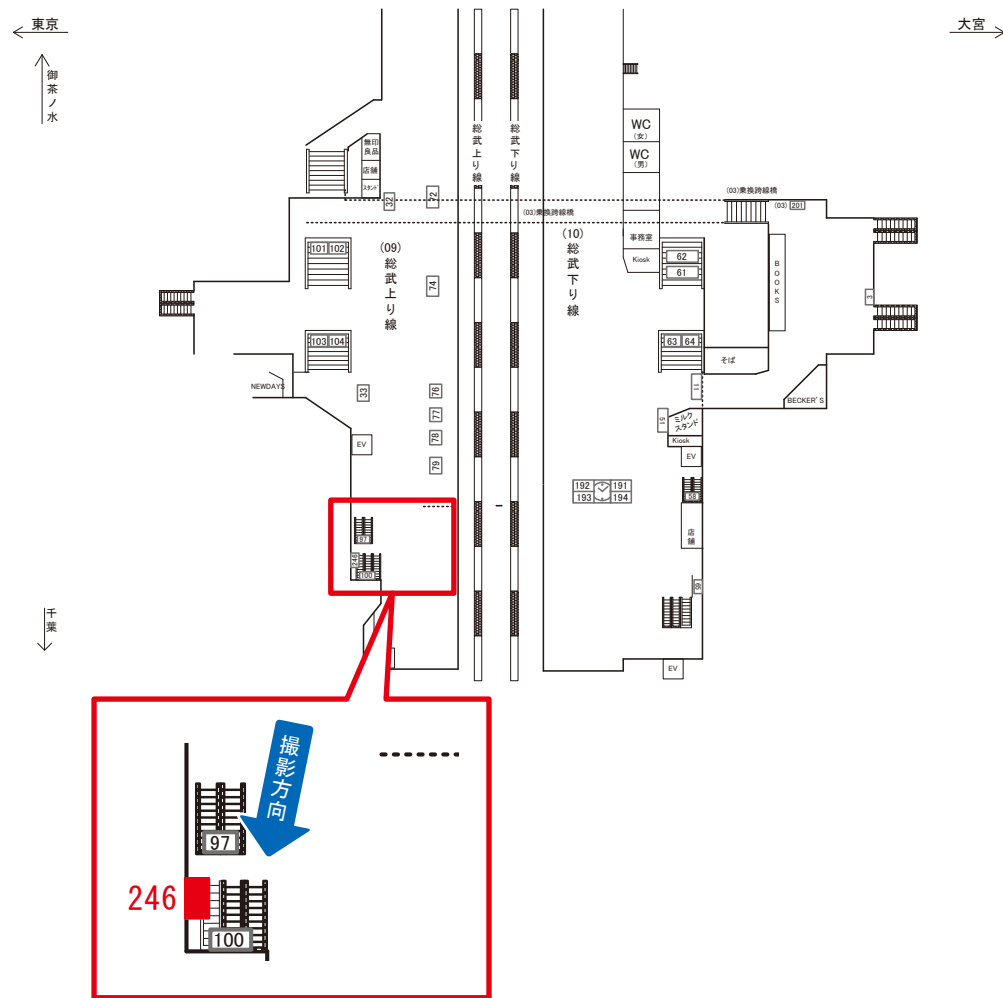 東京
大宮
御茶ノ水
無印
良品
店舗
スタンド
総武上り線
総武下り線
WC
(女)
WC
(男)
32
72
(03)乗換跨線橋
(03)
201
(03)乗換跨線橋
101
102
(09)総武上り線
(10)総武下り線
事務室
Kiosk
62
61
BOOKS
74
3
103
104
63
64
そば
NEWDAYS
33
76
11
BECKER'S
77
51
ミルク
スタンド
78
Kiosk
EV
EV
79
192
191
193
194
59
97
店舗
246
100
千葉
EV
撮影方向
97
246
100